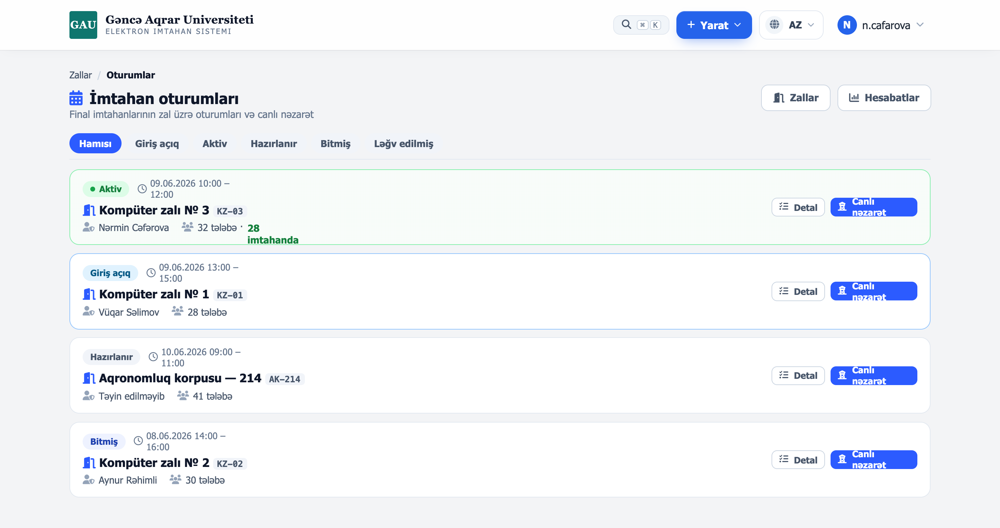 GAU
Gəncə Aqrar Universiteti
ELEKTRON IMTAHAN SISTEMI
⌘ K
+ Yarat
AZ
N n.cafarova
Zallar / Oturumlar
İmtahan oturumları
Final imtahanlarının zal üzrə oturumları və canlı nəzarət
Zallar
Hesabatlar
Hamısı Giriş açıq Aktiv Hazırlanır Bitmiş Ləğv edilmiş
Aktiv
09.06.2026 10:00 –
12:00
Kompüter zalı № 3 KZ-03
Nərmin Cəfərova 32 tələbə · 28
imtahanda
Detal
Canlı
nəzarət
Giriş açıq
09.06.2026 13:00 –
15:00
Kompüter zalı № 1 KZ-01
Vüqar Səlimov 28 tələbə
Detal
Canlı
nəzarət
Hazırlanır
10.06.2026 09:00 –
11:00
Aqronomluq korpusu — 214 AK-214
Təyin edilməyib 41 tələbə
Detal
Canlı
nəzarət
Bitmiş
08.06.2026 14:00 –
16:00
Kompüter zalı № 2 KZ-02
Aynur Rəhimli 30 tələbə
Detal
Canlı
nəzarət